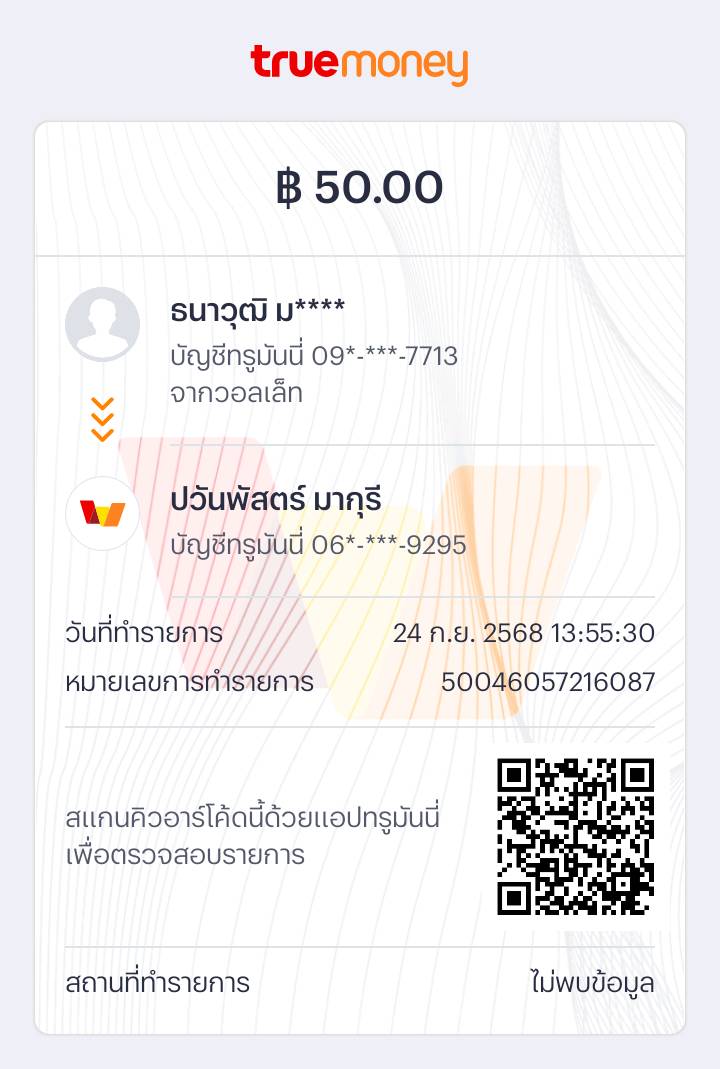 truemoney
฿ 50.00
ธนาวุฒิ ม****
บัญชีทรูมันนี่ 09*-***-7713
จากวอลเล็ท
ปวันพัสตร์ มากุรี
บัญชีทรูมันนี่ 06*-***-9295
วันที่ทำรายการ 24 ก.ย. 2568 13:55:30
หมายเลขการทำรายการ 50046057216087
สแกนคิวอาร์โค้ดนี้ด้วยแอปทรูมันนี่
เพื่อตรวจสอบรายการ
สถานที่ทำรายการ ไม่พบข้อมูล